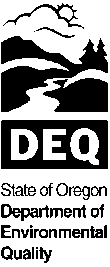 DEQ
State of Oregon
Department of
Environmental
Quality